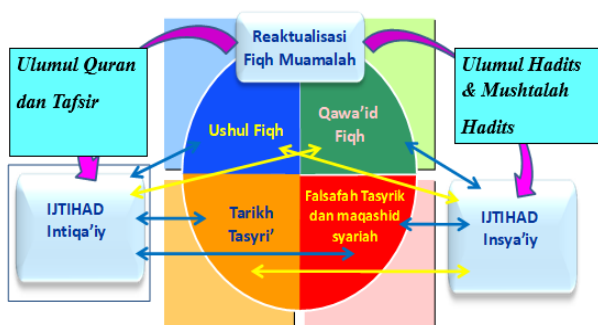 Reaktualisasi
Fiqh Muamalah
Ulumul Quran
dan Tafsir
Ulumul Hadits
& Mushtalah
Hadits
Ushul Fiqh
Qawa'id
Fiqh
IJTIHAD
Intiqa'iy
Tarikh
Tasyri'
Falsafah Tasyrik
dan maqashid
syariah
IJTIHAD
Insya'iy